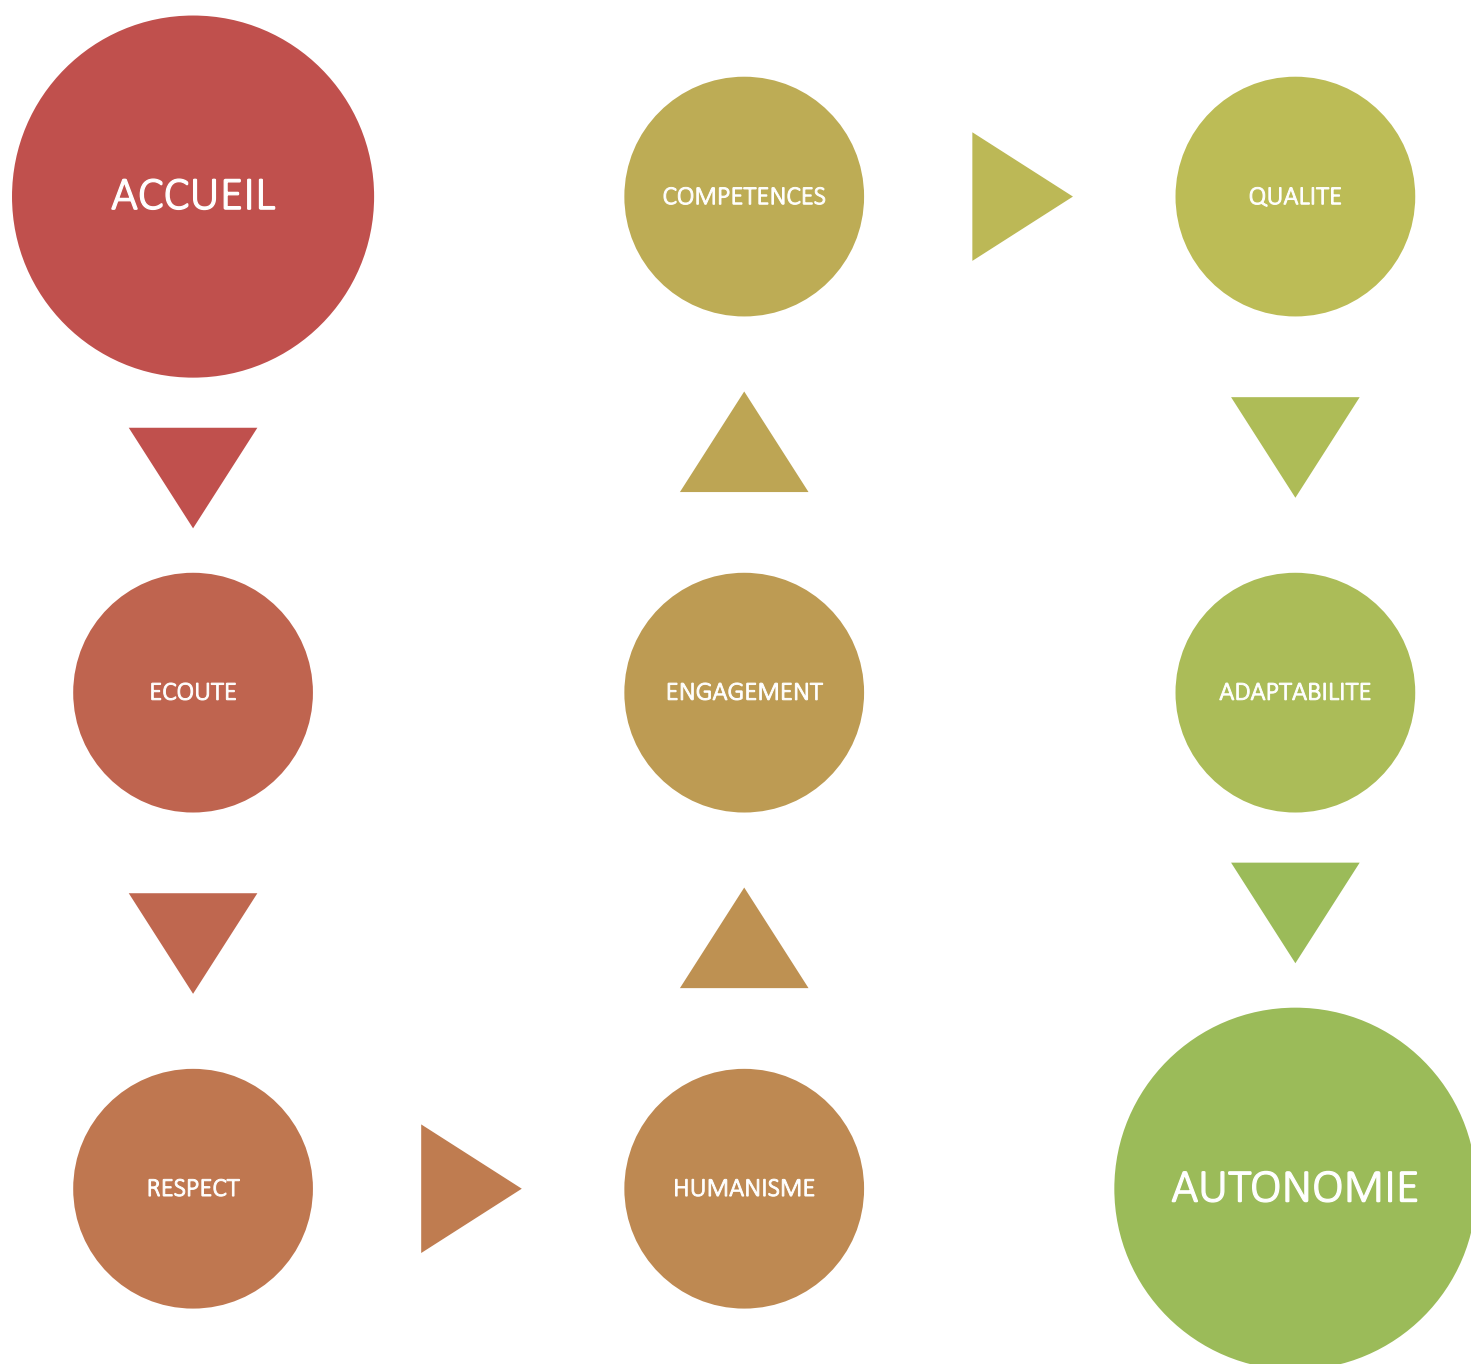 ACCUEIL
ECOUTE
RESPECT
HUMANISME
ENGAGEMENT
COMPETENCES
QUALITE
ADAPTABILITE
AUTONOMIE